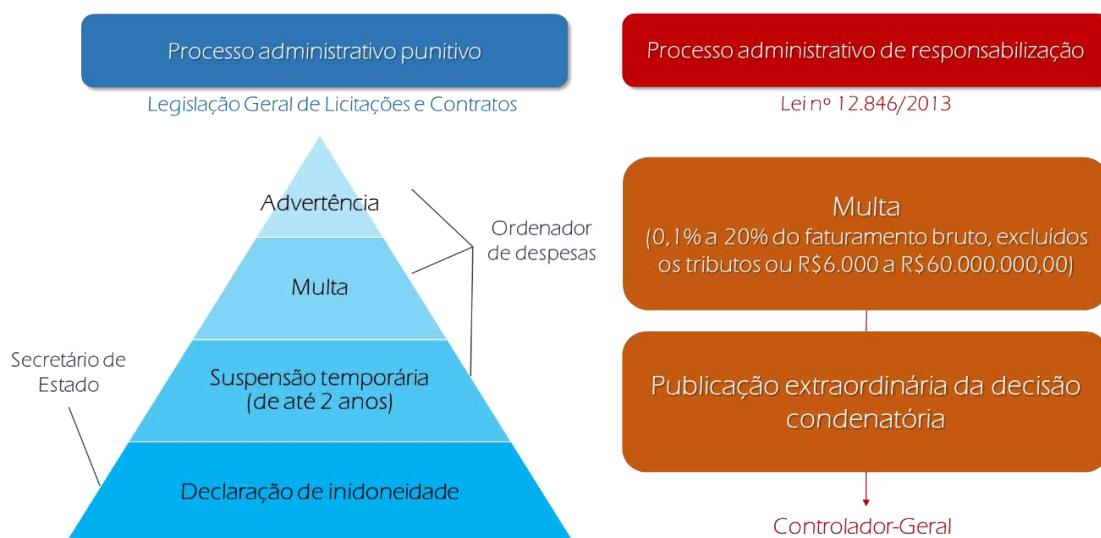 Processo administrativo punitivo
Legislação Geral de Licitações e Contratos
Advertência
Multa
Suspensão temporária
(de até 2 anos)
Declaração de inidoneidade
Ordenador
de despesas
Secretário de
Estado
Processo administrativo de responsabilização
Lei nº 12.846/2013
Multa
(0,1% a 20% do faturamento bruto, excluídos
os tributos ou R$6.000 a R$60.000.000,00)
Publicação extraordinária da decisão
condenatória
Controlador-Geral